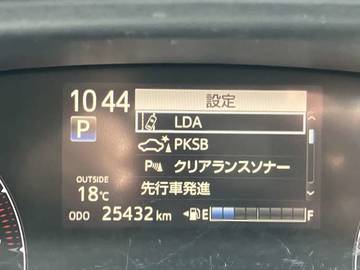 10:44
設定
LDA
P
PKSB
P クリアランスソナー
OUTSIDE
18℃
先行車発進
ODO 25432 km
E F